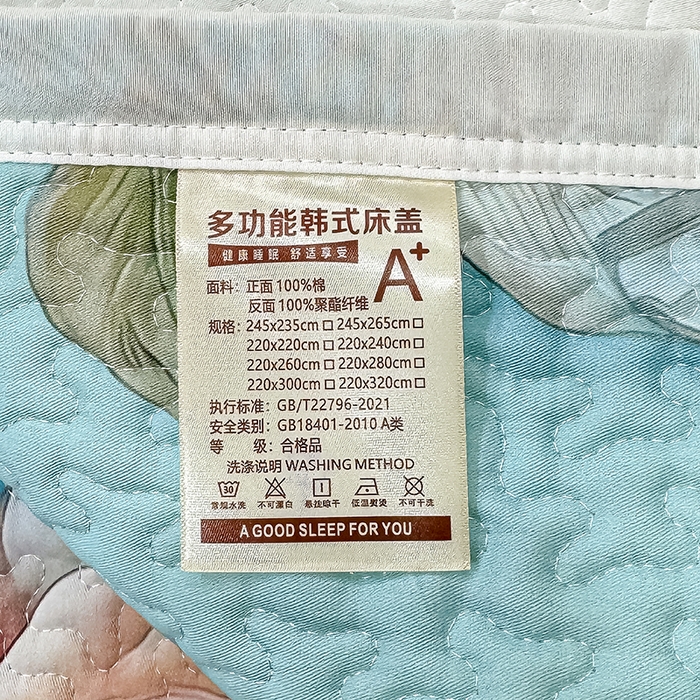 多功能韩式床盖
健康睡眠 舒适享受
A+
面料：正面 100%棉
反面 100%聚酯纤维
规格：245x235cm □ 245x265cm □
220x220cm □ 220x240cm □
220x260cm □ 220x280cm □
220x300cm □ 220x320cm □
执行标准：GB/T22796-2021
安全类别：GB18401-2010 A类
等 级：合格品
洗涤说明 WASHING METHOD
30
常规水洗 不可漂白 悬挂晾干 低温熨烫 不可干洗
A GOOD SLEEP FOR YOU